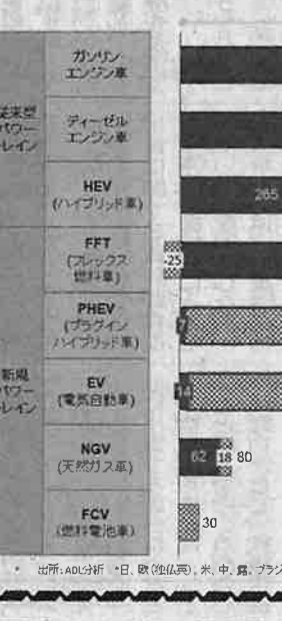 従来型
パワー
トレイン
ガソリン
エンジン車
ディーゼル
エンジン車
HEV
(ハイブリッド車)
265
FFT
(フレックス
燃料車)
-25
PHEV
(プラグイン
ハイブリッド車)
7
新規
パワー
トレイン
EV
(電気自動車)
14
NGV
(天然ガス車)
62 18 80
FCV
(燃料電池車)
30
* 出所:ADL分析 *日、欧(独仏英)、米、中、露、ブラジ